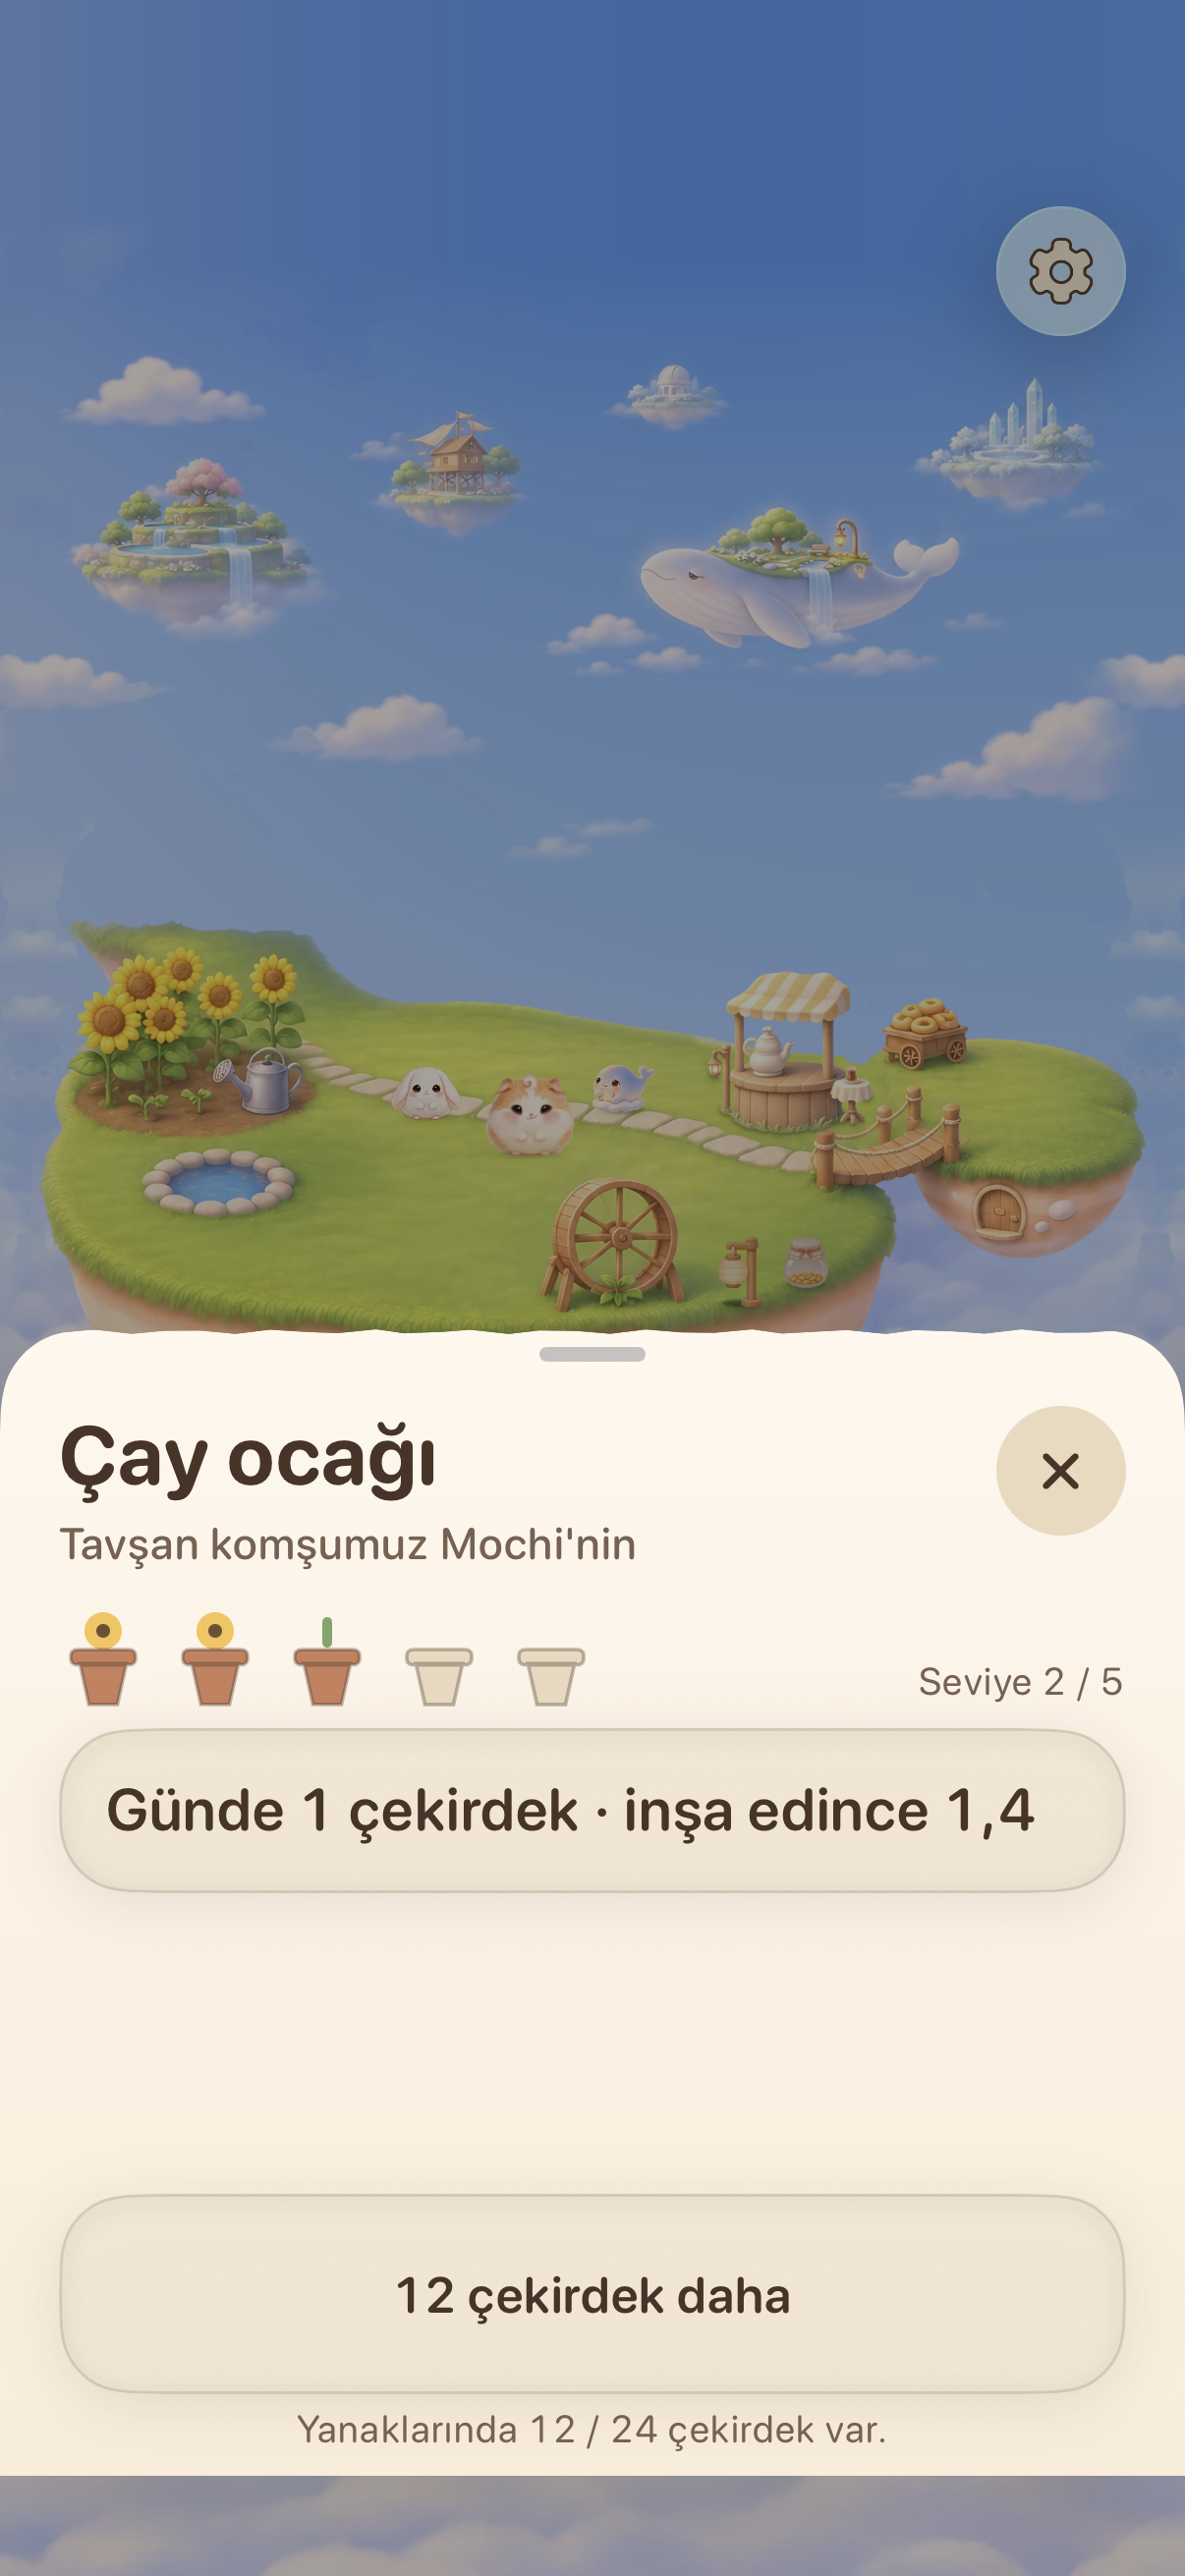 Çay ocağı
Tavşan komşumuz Mochi'nin
Seviye 2 / 5
Günde 1 çekirdek · inşa edince 1,4
12 çekirdek daha
Yanaklarında 12 / 24 çekirdek var.